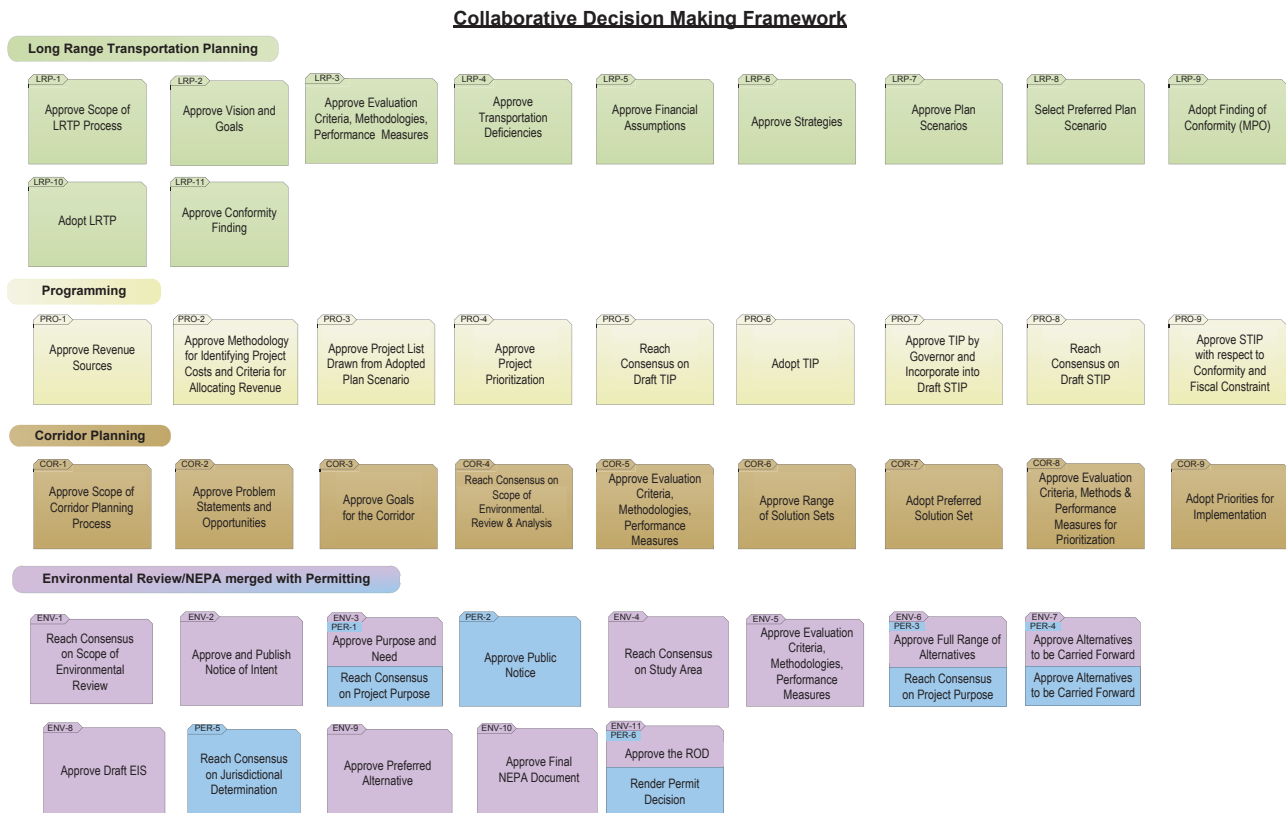 Collaborative Decision Making Framework
Long Range Transportation Planning
LRP-1
Approve Scope of
LRTP Process
LRP-2
Approve Vision and
Goals
LRP-3
Approve Evaluation
Criteria, Methodologies,
Performance Measures
LRP-4
Approve
Transportation
Deficiencies
LRP-5
Approve Financial
Assumptions
LRP-6
Approve Strategies
LRP-7
Approve Plan
Scenarios
LRP-8
Select Preferred Plan
Scenario
LRP-9
Adopt Finding of
Conformity (MPO)
LRP-10
Adopt LRTP
LRP-11
Approve Conformity
Finding
Programming
PRO-1
Approve Revenue
Sources
PRO-2
Approve Methodology
for Identifying Project
Costs and Criteria for
Allocating Revenue
PRO-3
Approve Project List
Drawn from Adopted
Plan Scenario
PRO-4
Approve
Project
Prioritization
PRO-5
Reach
Consensus on
Draft TIP
PRO-6
Adopt TIP
PRO-7
Approve TIP by
Governor and
Incorporate into
Draft STIP
PRO-8
Reach
Consensus on
Draft STIP
PRO-9
Approve STIP
with respect to
Conformity and
Fiscal Constraint
Corridor Planning
COR-1
Approve Scope of
Corridor Planning
Process
COR-2
Approve Problem
Statements and
Opportunities
COR-3
Approve Goals
for the Corridor
COR-4
Reach Consensus on
Scope of
Environmental.
Review & Analysis
COR-5
Approve Evaluation
Criteria,
Methodologies,
Performance
Measures
COR-6
Approve Range
of Solution Sets
COR-7
Adopt Preferred
Solution Set
COR-8
Approve Evaluation
Criteria, Methods &
Performance
Measures for
Prioritization
COR-9
Adopt Priorities for
Implementation
Environmental Review/NEPA merged with Permitting
ENV-1
Reach Consensus
on Scope of
Environmental
Review
ENV-2
Approve and Publish
Notice of Intent
ENV-3
PER-1
Approve Purpose and
Need
Reach Consensus
on Project Purpose
PER-2
Approve Public
Notice
ENV-4
Reach Consensus
on Study Area
ENV-5
Approve Evaluation
Criteria,
Methodologies,
Performance
Measures
ENV-6
PER-3
Approve Full Range of
Alternatives
Reach Consensus
on Project Purpose
ENV-7
PER-4
Approve Alternatives
to be Carried Forward
Approve Alternatives
to be Carried Forward
ENV-8
Approve Draft EIS
PER-5
Reach Consensus
on Jurisdictional
Determination
ENV-9
Approve Preferred
Alternative
ENV-10
Approve Final
NEPA Document
ENV-11
PER-6
Approve the ROD
Render Permit
Decision